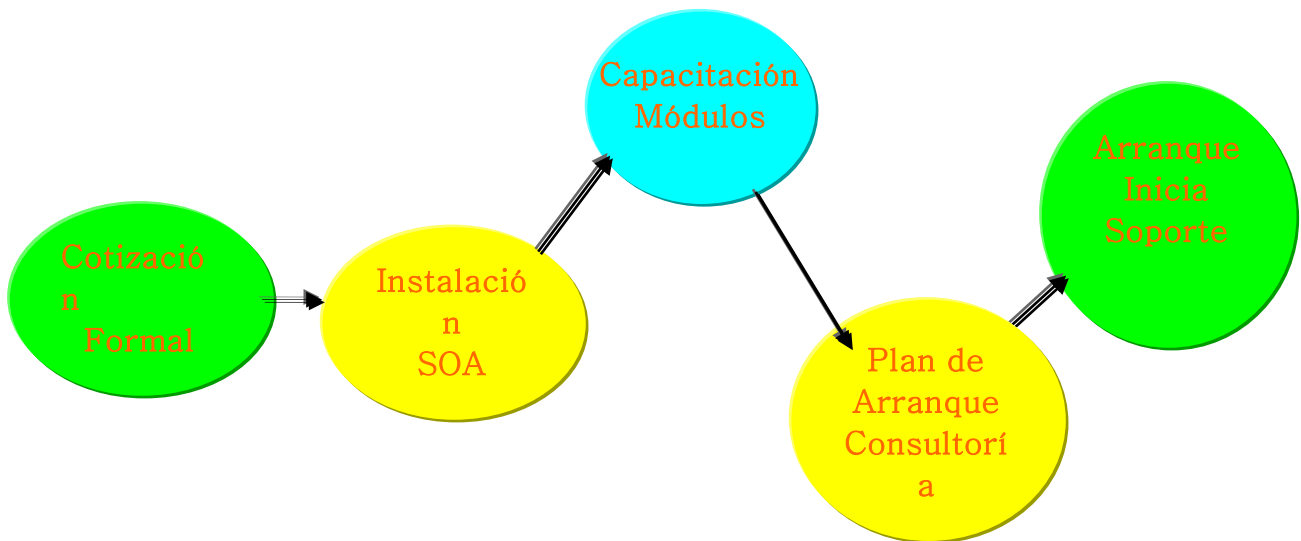 Cotizació
n
Formal
Instalació
n
SOA
Capacitación
Módulos
Plan de
Arranque
Consultorí
a
Arranque
Inicia
Soporte